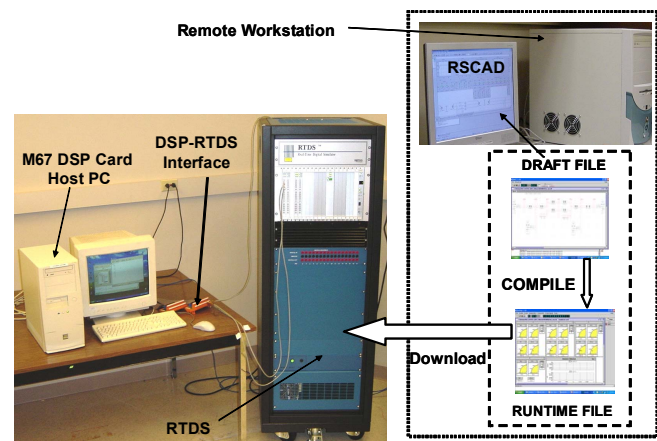 Remote Workstation
RSCAD
DRAFT FILE
COMPILE
Download
RUNTIME FILE
M67 DSP Card
Host PC
DSP-RTDS
Interface
RTDS ™
RTDS